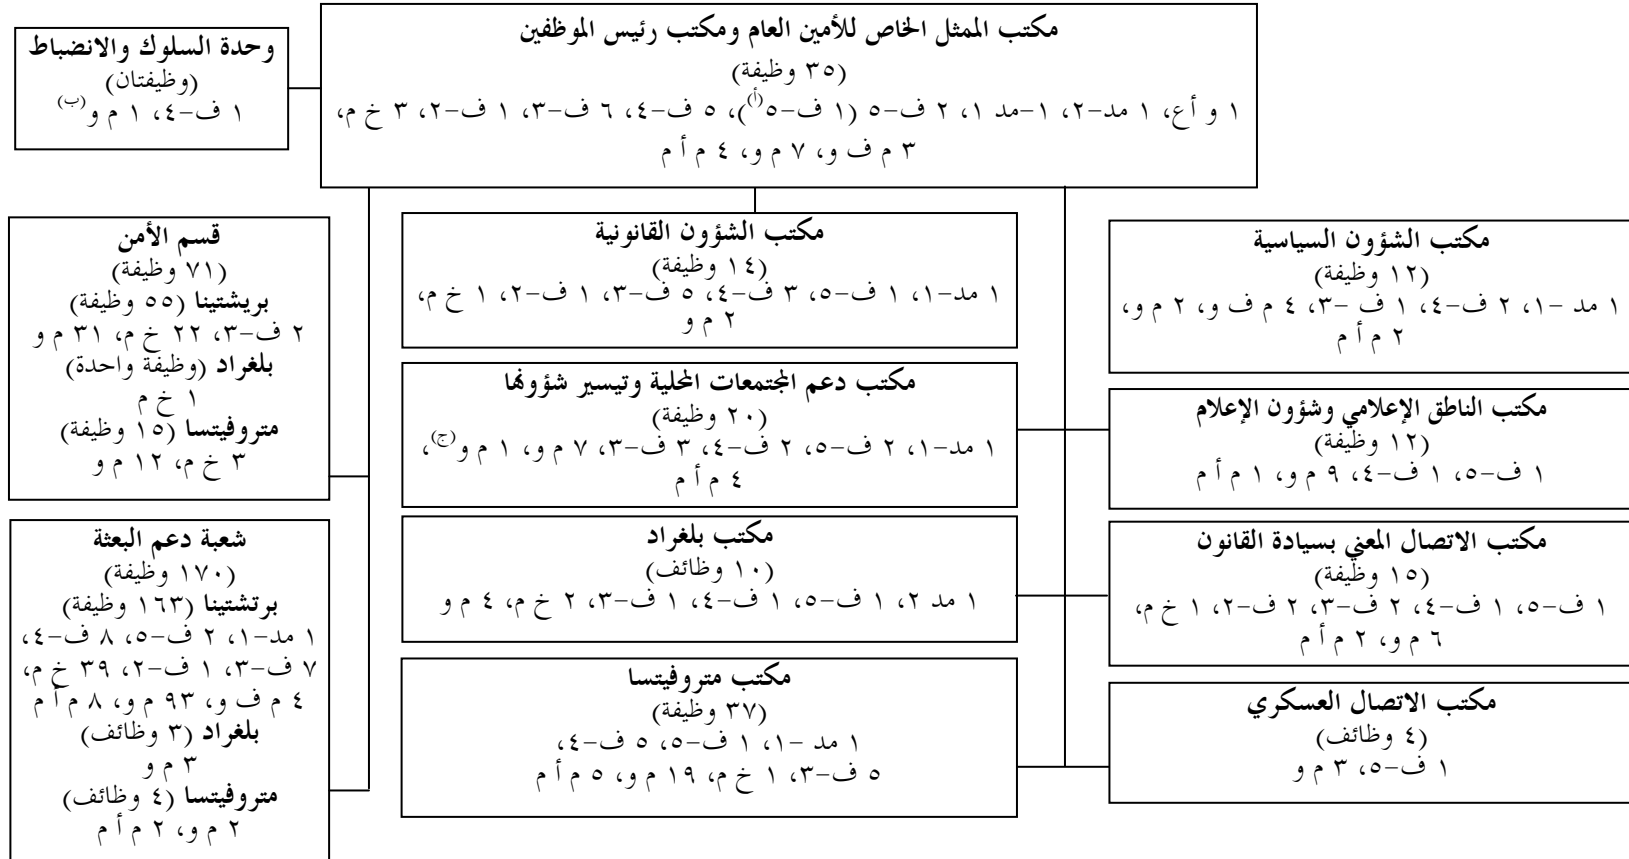 مكتب الممثل الخاص للأمين العام ومكتب رئيس الموظفين
(٣٥ وظيفة)
١ و أع، ١ مد-٢، ١-مد ١، ٢ ف-٥ (١ ف-٥(أ))، ٥ ف-٤، ٦ ف-٣، ١ ف-٢، ٣ خ م،
٣ م ف و، ٧ م و، ٤ م أ م
وحدة السلوك والانضباط
(وظيفتان)
١ ف-٤، ١ م و(ب)
مكتب الشؤون السياسية
(١٢ وظيفة)
١ مد -١، ٢ ف-٤، ١ ف -٣، ٤ م ف و، ٢ م و،
٢ م أ م
مكتب الناطق الإعلامي وشؤون الإعلام
(١٢ وظيفة)
١ ف-٥، ١ ف-٤، ٩ م و، ١ م أ م
مكتب الاتصال المعني بسيادة القانون
(١٥ وظيفة)
١ ف-٥، ١ ف-٤، ٢ ف-٣، ٢ ف-٢، ١ خ م،
٦ م و، ٢ م أ م
مكتب الاتصال العسكري
(٤ وظائف)
١ ف-٥، ٣ م و
مكتب الشؤون القانونية
(١٤ وظيفة)
١ مد-١، ١ ف-٥، ٣ ف-٤، ٥ ف-٣، ١ ف-٢، ١ خ م،
٢ م و
مكتب دعم المجتمعات المحلية وتيسير شؤونها
(٢٠ وظيفة)
١ مد-١، ٢ ف-٥، ٢ ف-٤، ٣ ف-٣، ٧ م و، ١ م و(ج)،
٤ م أ م
مكتب بلغراد
(١٠ وظائف)
١ مد ٢، ١ ف-٥، ١ ف-٤، ١ ف-٣، ٢ خ م، ٤ م و
مكتب متروفيتسا
(٣٧ وظيفة)
١ مد -١، ١ ف-٥، ٥ ف-٤،
٥ ف-٣، ١ خ م، ١٩ م و، ٥ م أ م
قسم الأمن
(٧١ وظيفة)
بريشتينا (٥٥ وظيفة)
٢ ف-٣، ٢٢ خ م، ٣١ م و
بلغراد (وظيفة واحدة)
١ خ م
متروفيتسا (١٥ وظيفة)
٣ خ م، ١٢ م و
شعبة دعم البعثة
(١٧٠ وظيفة)
برتشتينا (١٦٣ وظيفة)
١ مد-١، ٢ ف-٥، ٨ ف-٤،
٧ ف-٣، ١ ف-٢، ٣٩ خ م،
٤ م ف و، ٩٣ م و، ٨ م أ م
بلغراد (٣ وظائف)
٣ م و
متروفيتسا (٤ وظائف)
٢ م و، ٢ م أ م